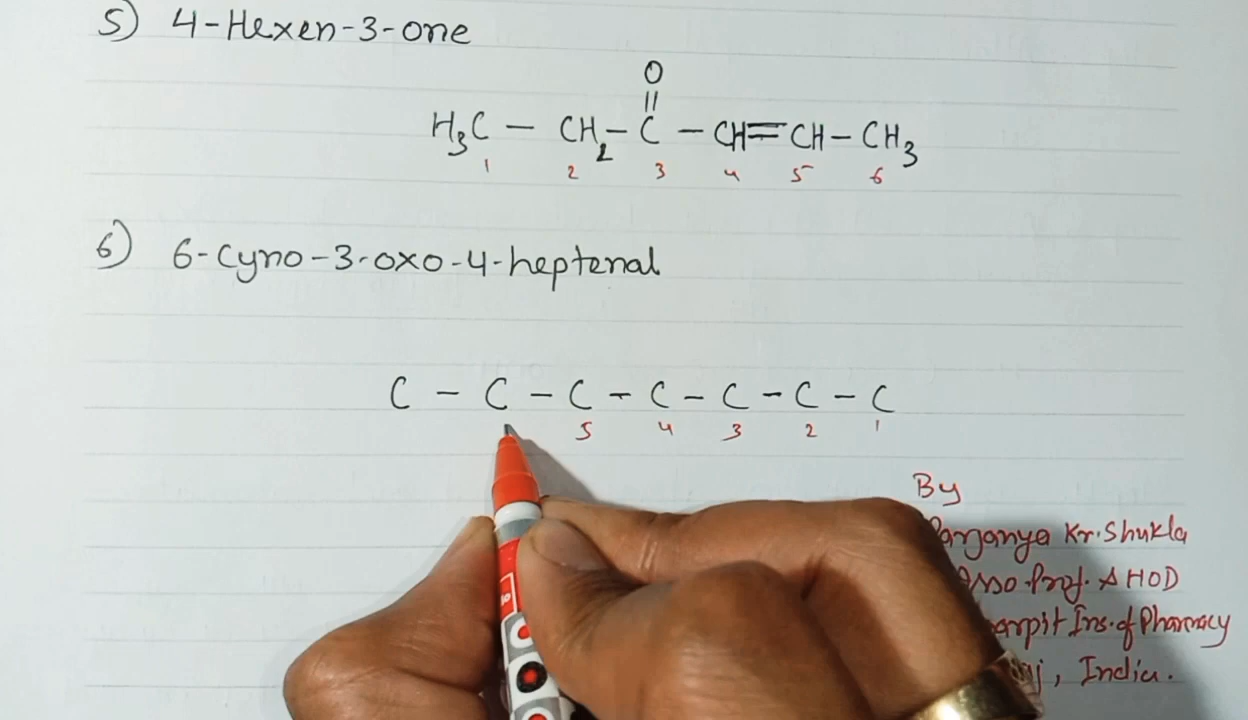 5) 4-Hexen-3-one
O
||
H3C - CH2 - C - CH=CH - CH3
1 2 3 4 5 6
6) 6-Cyno-3-oxo-4-heptenal
C - C - C - C - C - C - C
5 4 3 2 1
By
Kr. Shukla
Prof. & HOD
Ins. of Pharmacy
, India.